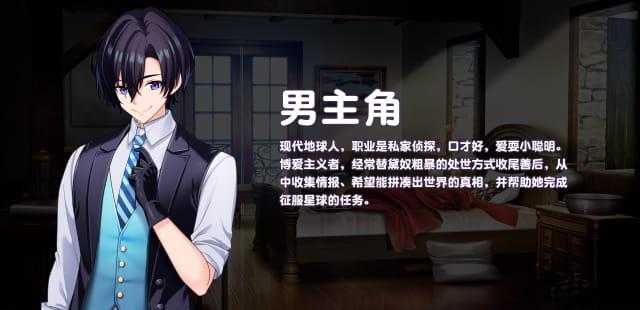 男主角
现代地球人，职业是私家侦探，口才好，爱耍小聪明。
博爱主义者，经常替黛奴粗暴的处世方式收尾善后，从
中收集情报、希望能拼凑出世界的真相，并帮助她完成
征服星球的任务。